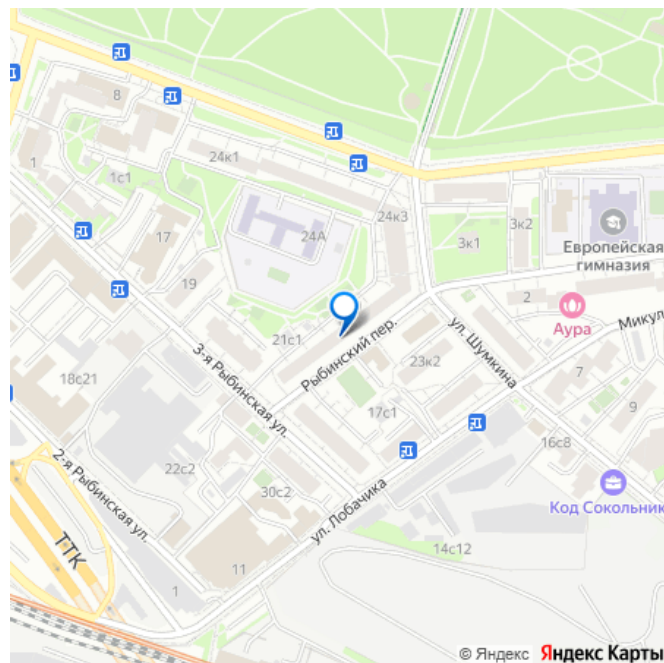 8
24к1
1
1с1
24к3
3к2
17
24А
3к1
Европейская
гимназия
19
2
Аура
Микул
21с1
Рыбинский пер.
ул. Шумкина
3-я Рыбинская ул.
23к2
7
18с21
17с1
9
2-я Рыбинская ул.
22с2
16с8
30с2
ул. Лобачика
Код Сокольник
ТТК
14с12
11
1
© Яндекс Яндекс Карты